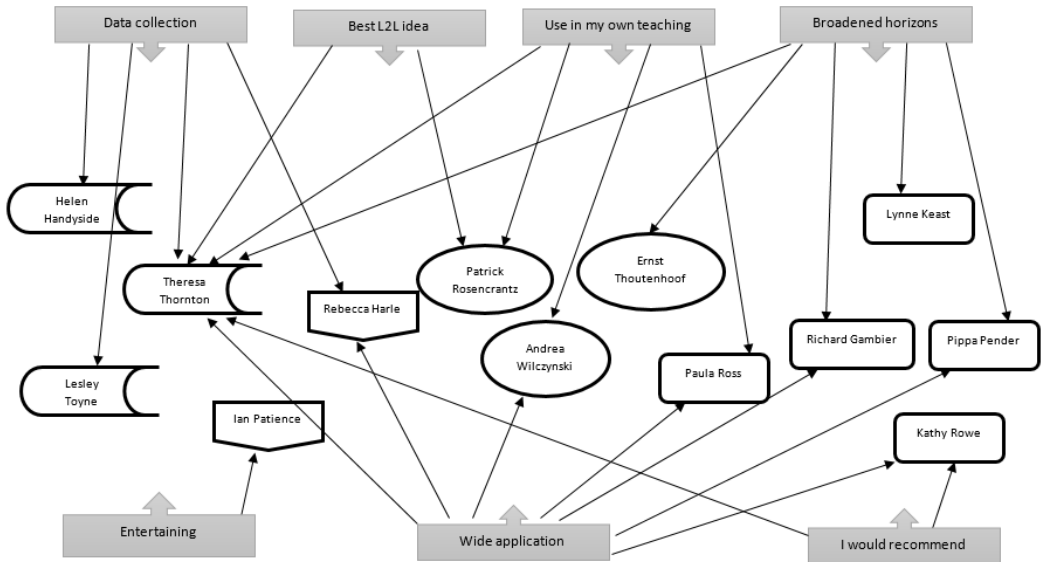 Data collection
Best L2L idea
Use in my own teaching
Broadened horizons
Helen
Handyside
Lynne Keast
Theresa
Thornton
Patrick
Rosencrantz
Ernst
Thoutenhoof
Rebecca Harle
Andrea
Wilczynski
Richard Gambier
Pippa Pender
Paula Ross
Lesley
Toyne
Ian Patience
Kathy Rowe
Entertaining
Wide application
I would recommend